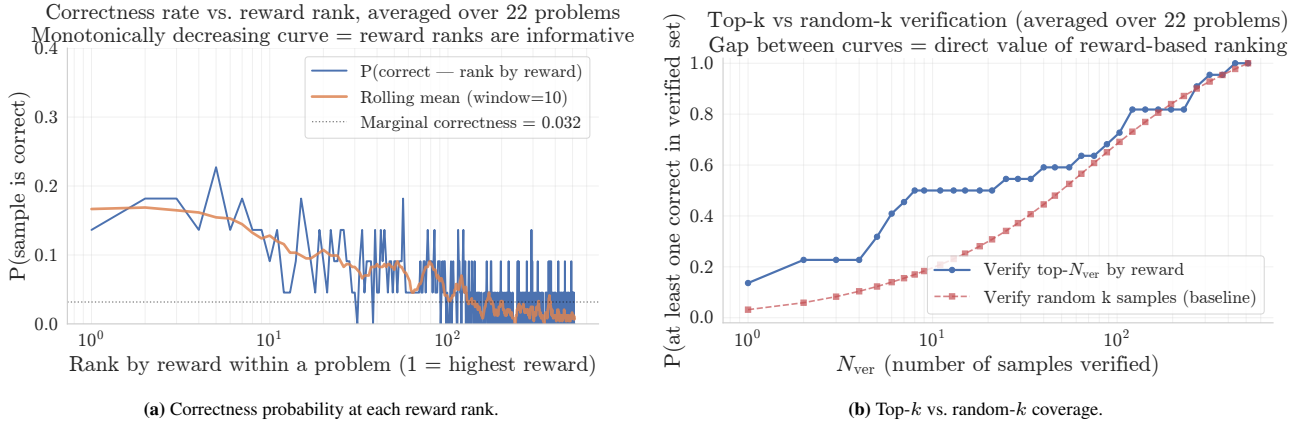 Correctness rate vs. reward rank, averaged over 22 problems
Monotonically decreasing curve = reward ranks are informative
P(sample is correct)
0.4
0.3
0.2
0.1
0.0
P(correct — rank by reward)
Rolling mean (window=10)
Marginal correctness = 0.032
10⁰
10¹
10²
Rank by reward within a problem (1 = highest reward)
(a) Correctness probability at each reward rank.
Top-k vs random-k verification (averaged over 22 problems)
Gap between curves = direct value of reward-based ranking
P(at least one correct in verified set)
1.0
0.8
0.6
0.4
0.2
0.0
Verify top-N_ver by reward
Verify random k samples (baseline)
10⁰
10¹
10²
N_ver (number of samples verified)
(b) Top-k vs. random-k coverage.